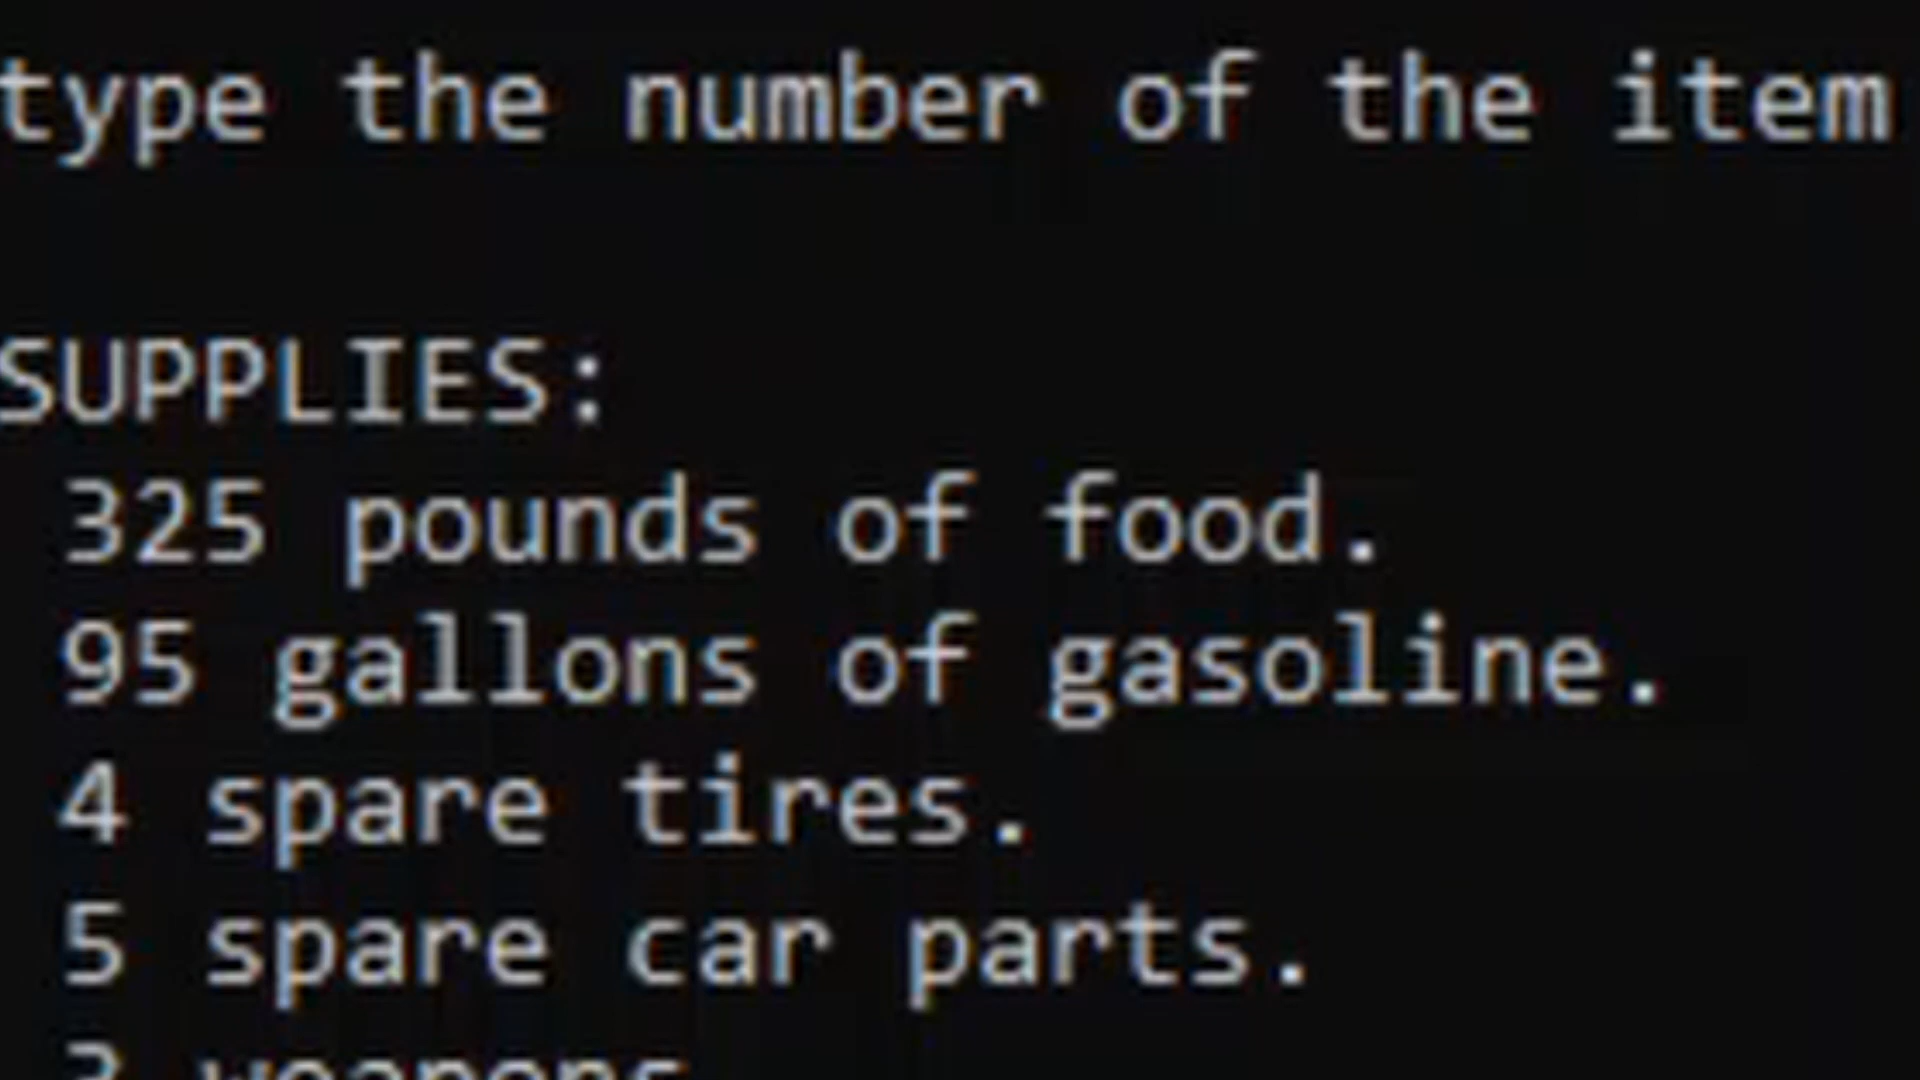 type the number of the item
SUPPLIES:
325 pounds of food.
95 gallons of gasoline.
4 spare tires.
5 spare car parts.
weapons